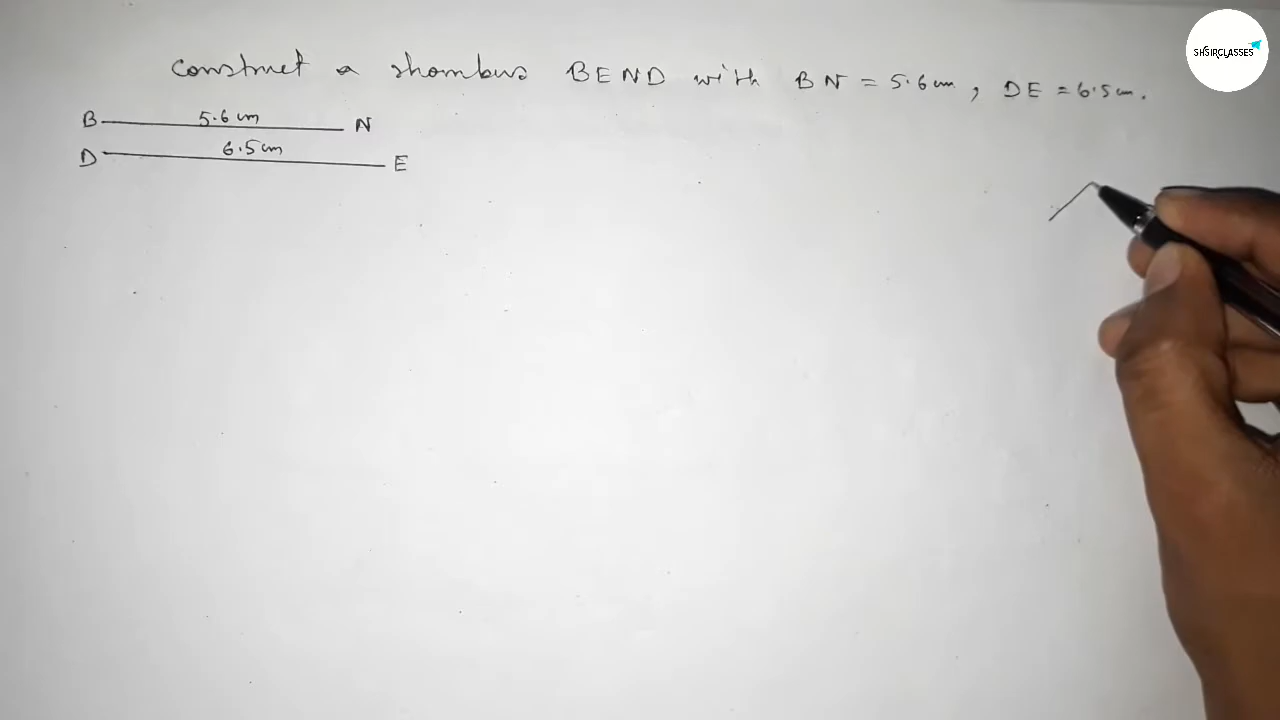 SHSIRCLASSES
construct a rhombus BEND with BN = 5.6 cm, DE = 6.5 cm.
B 5.6 cm N
D 6.5 cm E